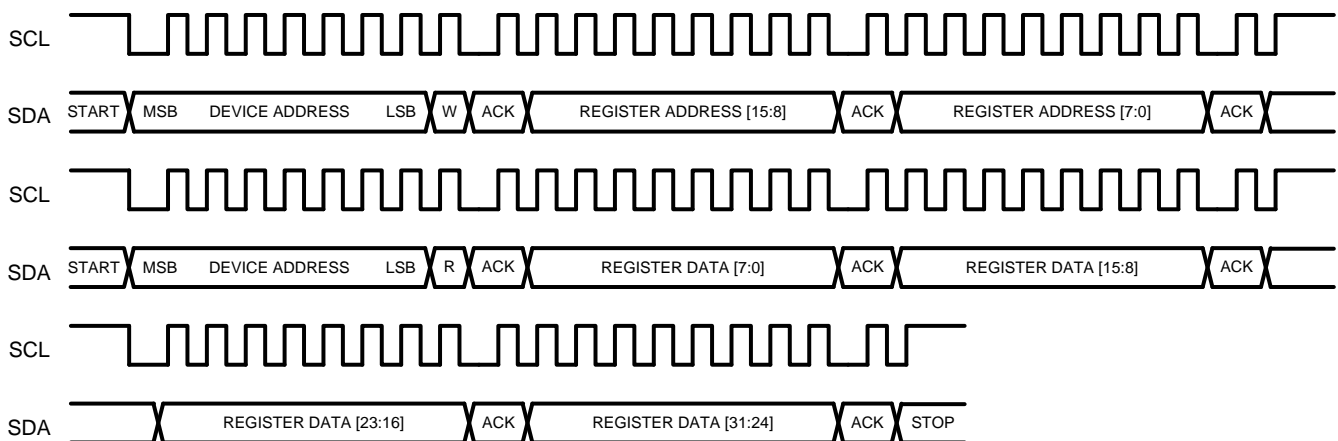 SCL
SDA START MSB DEVICE ADDRESS LSB W ACK REGISTER ADDRESS [15:8] ACK REGISTER ADDRESS [7:0] ACK
SCL
SDA START MSB DEVICE ADDRESS LSB R ACK REGISTER DATA [7:0] ACK REGISTER DATA [15:8] ACK
SCL
SDA REGISTER DATA [23:16] ACK REGISTER DATA [31:24] ACK STOP